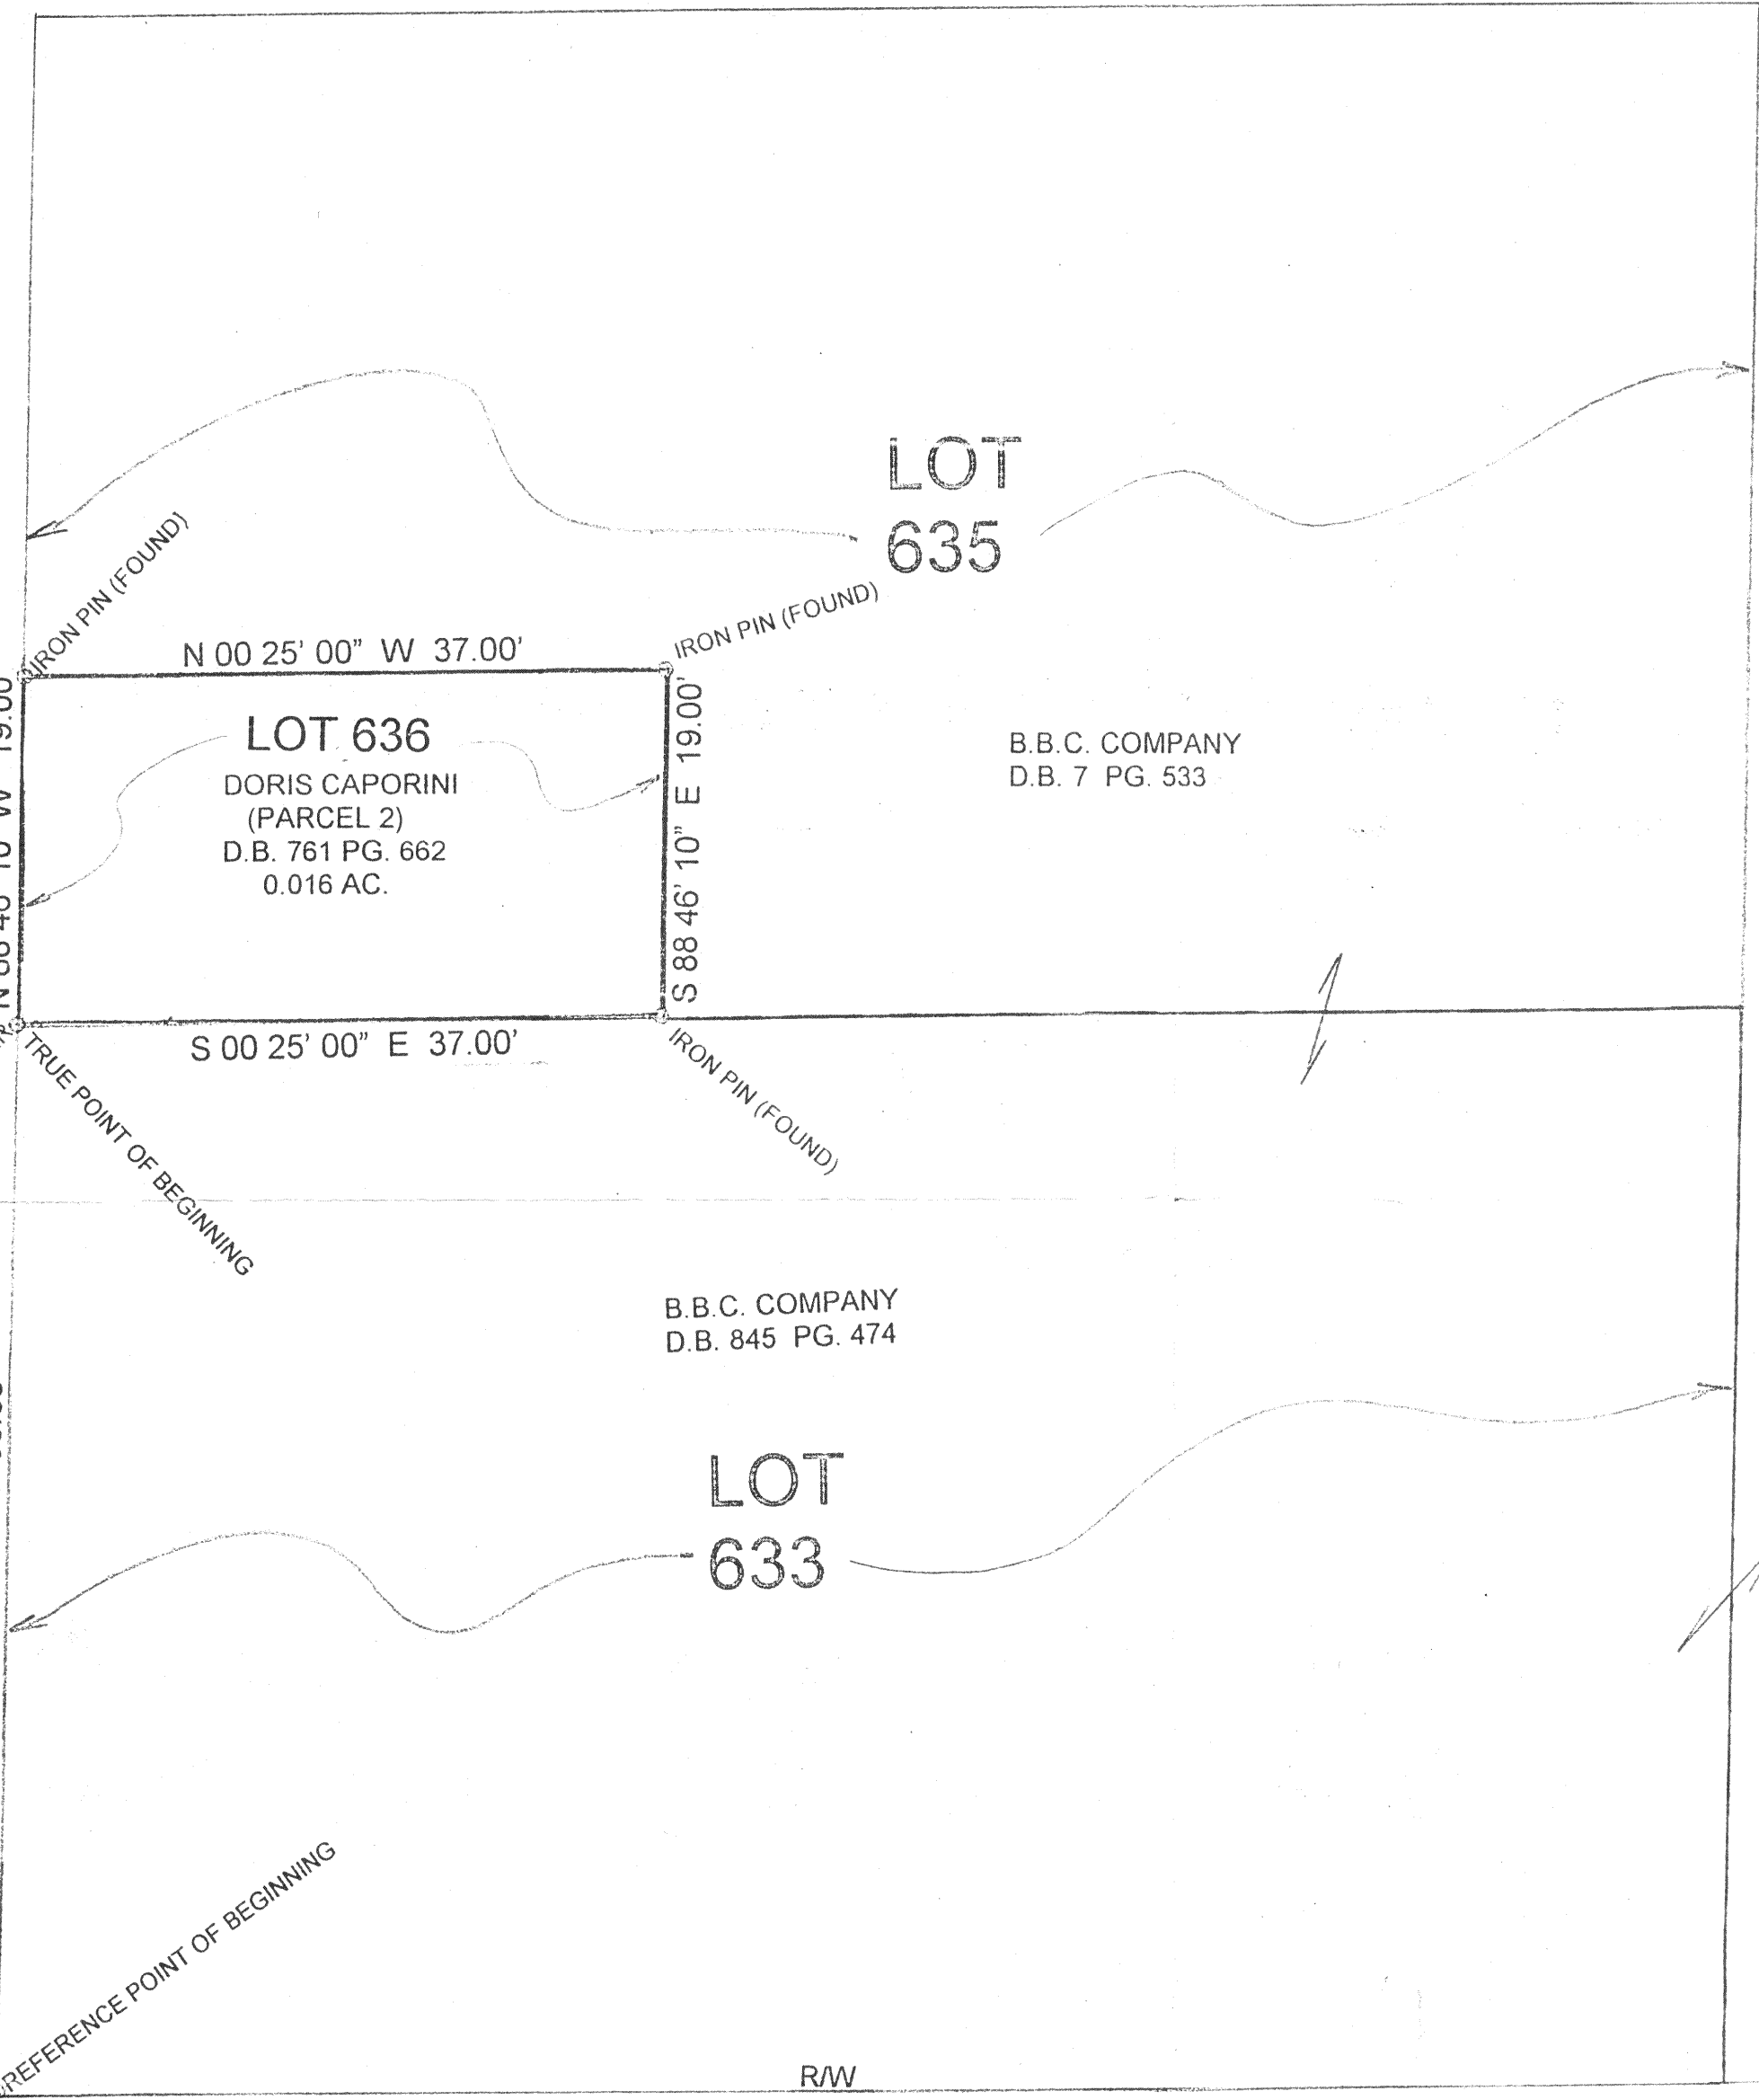 LOT
635
IRON PIN (FOUND)
IRON PIN (FOUND)
N 00 25' 00" W 37.00'
LOT 636
DORIS CAPORINI
(PARCEL 2)
D.B. 761 PG. 662
0.016 AC.
S 88 46' 10" E 19.00'
B.B.C. COMPANY
D.B. 7 PG. 533
S 00 25' 00" E 37.00'
TRUE POINT OF BEGINNING
IRON PIN (FOUND)
B.B.C. COMPANY
D.B. 845 PG. 474
LOT
633
REFERENCE POINT OF BEGINNING
R/W